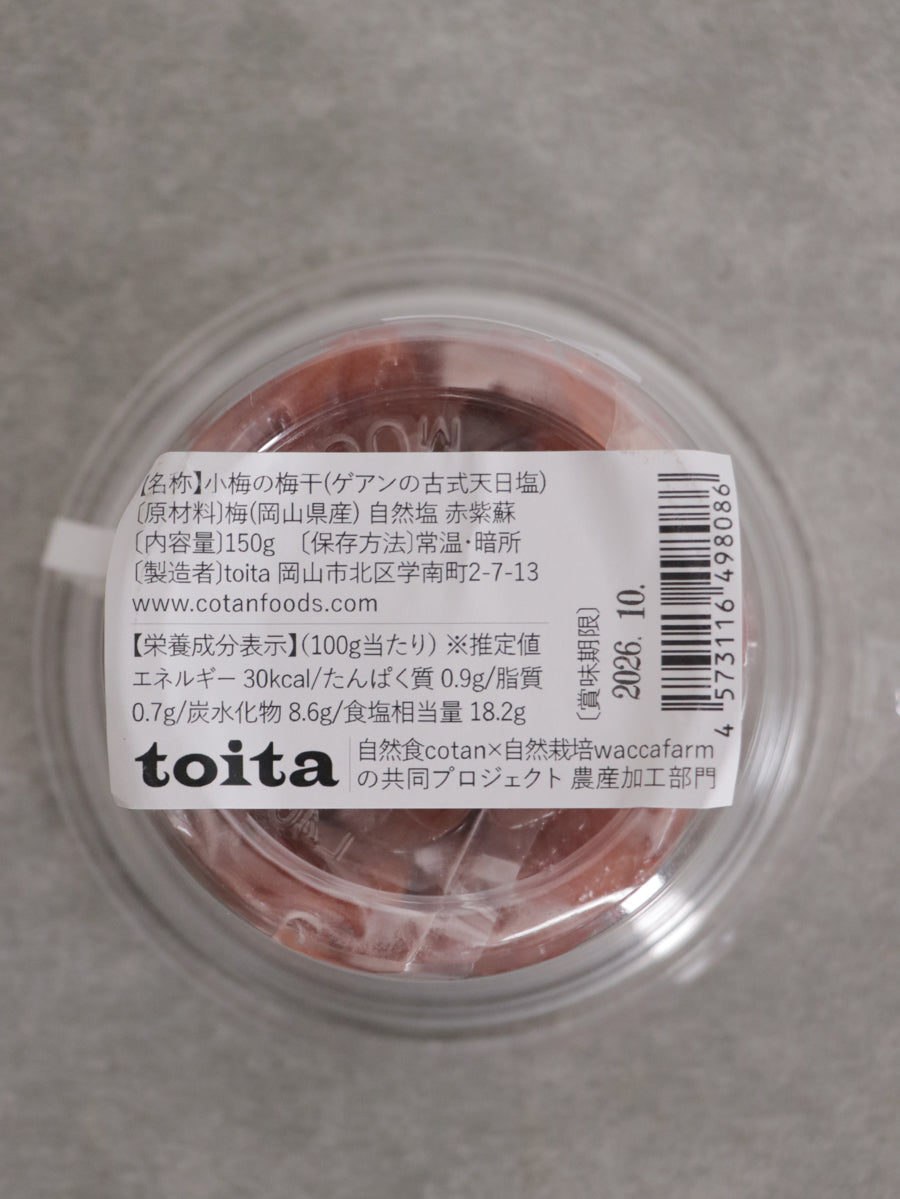 【名称】小梅の梅干(ゲアンの古式天日塩)
〔原材料〕梅(岡山県産) 自然塩 赤紫蘇
〔内容量〕150g 〔保存方法〕常温・暗所
〔製造者〕toita 岡山市北区学南町2-7-13
www.cotanfoods.com
【栄養成分表示】(100g当たり) ※推定値
エネルギー 30kcal/たんぱく質 0.9g/脂質
0.7g/炭水化物 8.6g/食塩相当量 18.2g
toita
自然食cotan×自然栽培waccafarm
の共同プロジェクト 農産加工部門
〔賞味期限〕
2026. 10.
4 573116 498086